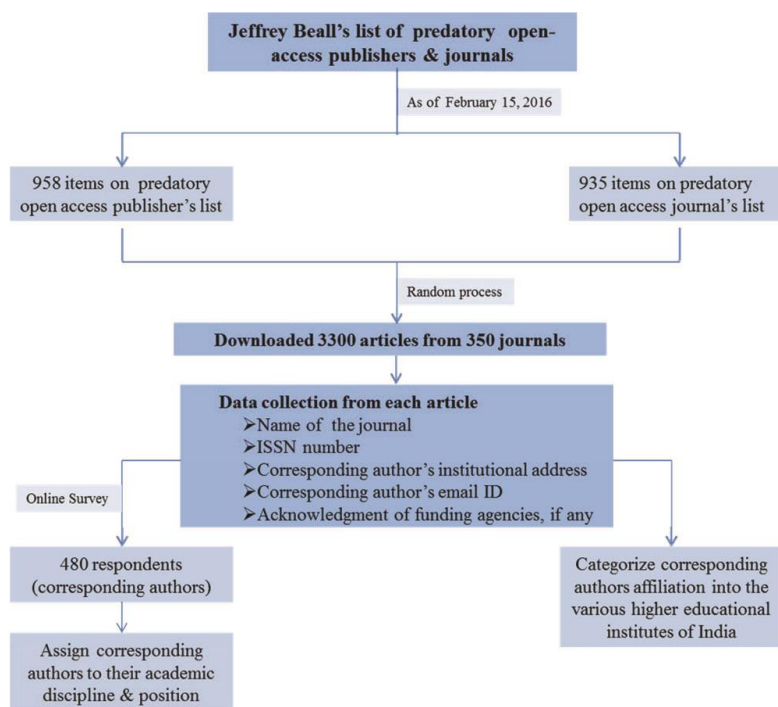 Jeffrey Beall’s list of predatory open-
access publishers & journals
As of February 15, 2016
958 items on predatory
open access publisher’s list
935 items on predatory
open access journal’s list
Random process
Downloaded 3300 articles from 350 journals
Data collection from each article
➢Name of the journal
➢ISSN number
➢Corresponding author’s institutional address
➢Corresponding author’s email ID
➢Acknowledgment of funding agencies, if any
Online Survey
480 respondents
(corresponding authors)
Categorize corresponding
authors affiliation into the
various higher educational
institutes of India
Assign corresponding
authors to their academic
discipline & position